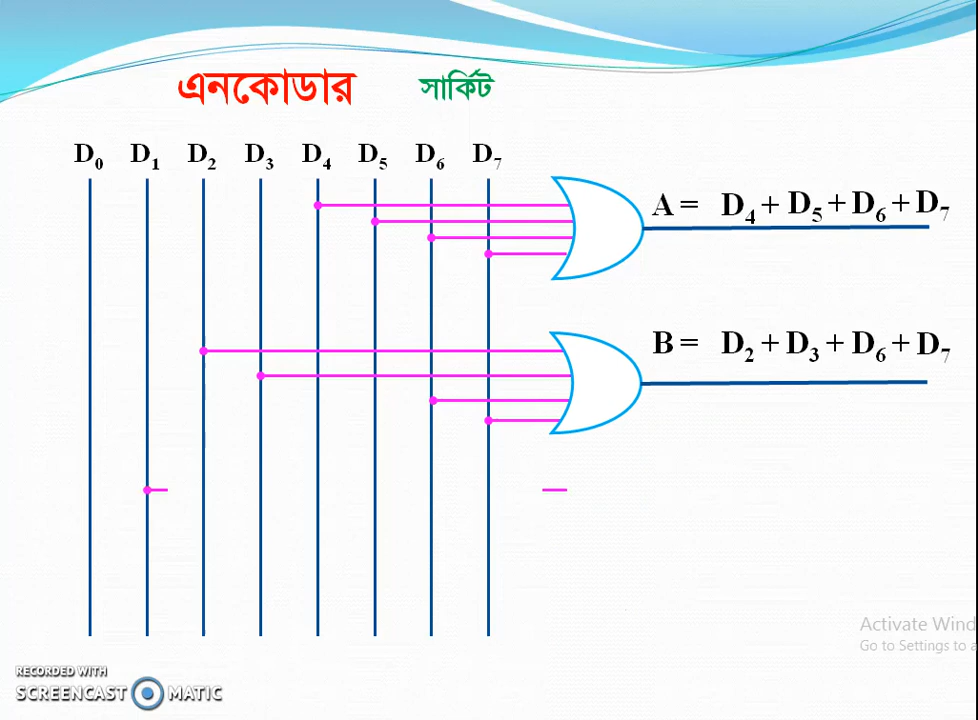 এনকোডার সার্কিট
D₀ D₁ D₂ D₃ D₄ D₅ D₆ D₇
A = D₄ + D₅ + D₆ + D₇
B = D₂ + D₃ + D₆ + D₇
Activate Wind
Go to Settings to a
RECORDED WITH
SCREENCAST MATIC